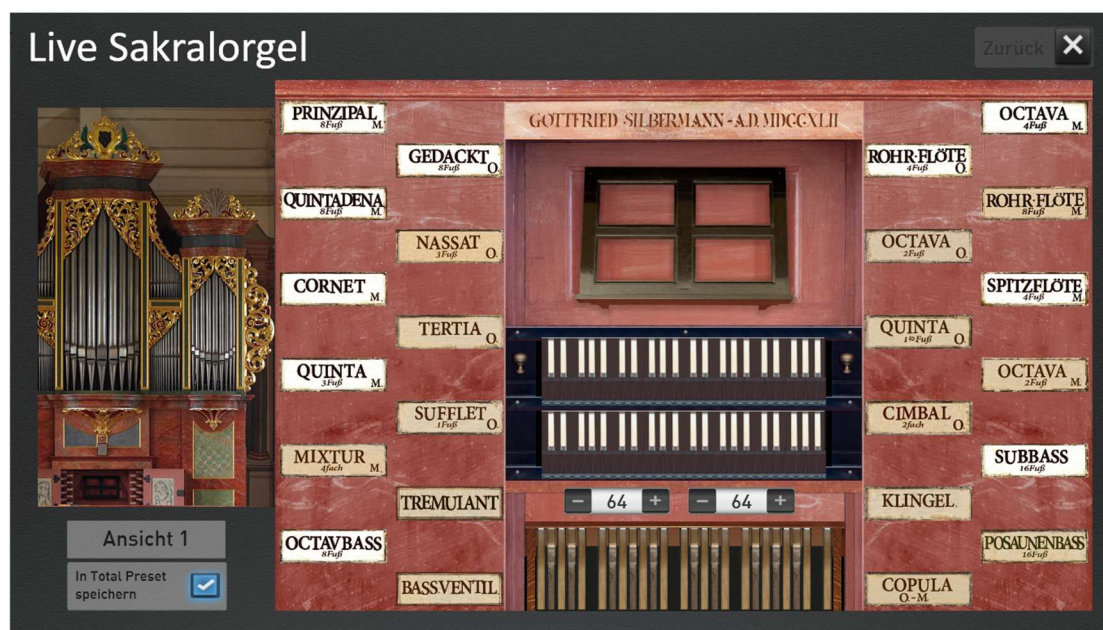 Live Sakralorgel
Zurück
PRINZIPAL
8Fuß M.
GEDACKT
8Fuß O.
QUINTADENA
8Fuß M.
NASSAT
3Fuß O.
CORNET
M.
TERTIA
O.
QUINTA
3Fuß M.
SUFFLET
1Fuß O.
MIXTUR
4fach M.
TREMULANT
OCTAVBASS
8Fuß
BASSVENTIL
GOTTFRIED SILBERMANN - A.D. MDCCXLII
64
64
OCTAVA
4Fuß M.
ROHR·FLÖTE
4Fuß O.
ROHR·FLÖTE
8Fuß M.
OCTAVA
2Fuß O.
SPITZFLÖTE
4Fuß M.
QUINTA
O.
OCTAVA
2Fuß M.
CIMBAL
2fach O.
SUBBASS
16Fuß
KLINGEL
POSAUNENBASS
16Fuß
COPULA
O.-M.
Ansicht 1
In Total Preset
speichern